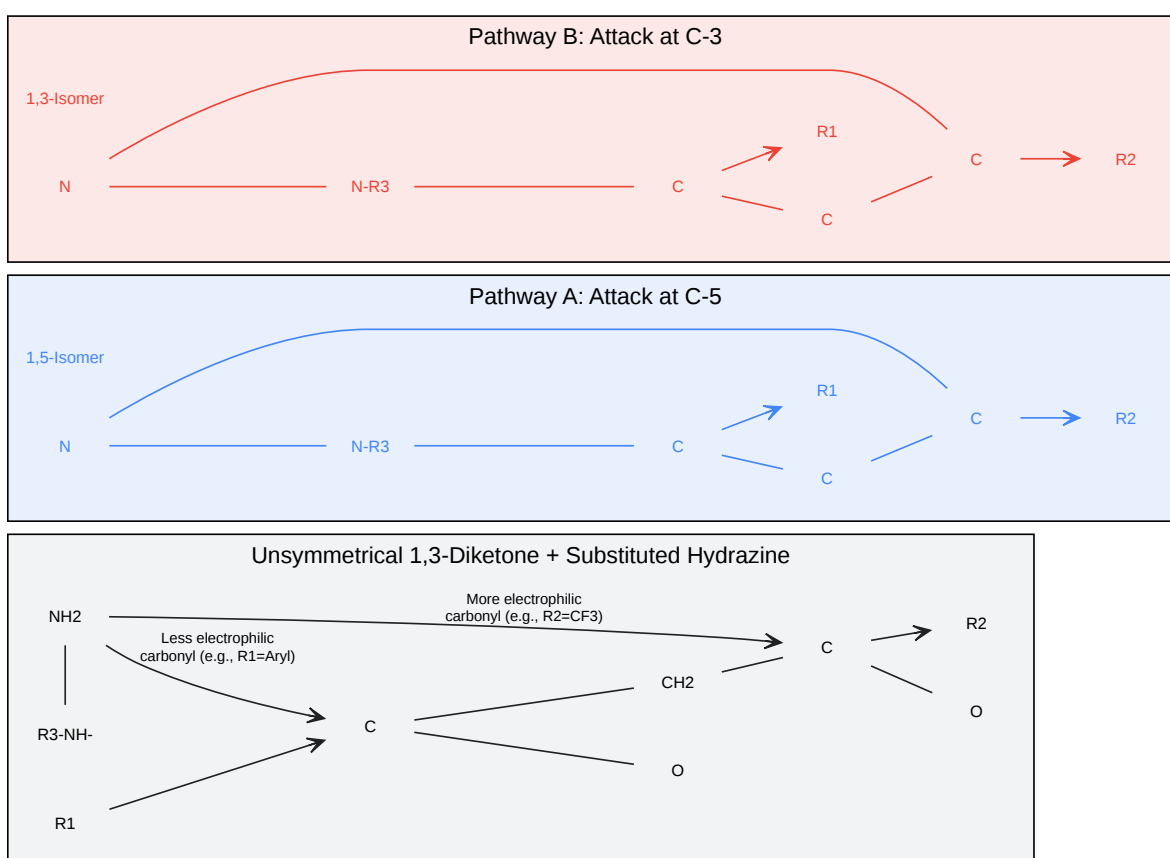 Pathway B: Attack at C-3
1,3-Isomer
R1
C
R2
N
N-R3
C
C
Pathway A: Attack at C-5
1,5-Isomer
R1
C
R2
N
N-R3
C
C
Unsymmetrical 1,3-Diketone + Substituted Hydrazine
More electrophilic
carbonyl (e.g., R2=CF3)
NH2
R2
Less electrophilic
carbonyl (e.g., R1=Aryl)
C
CH2
O
C
R3-NH-
O
R1